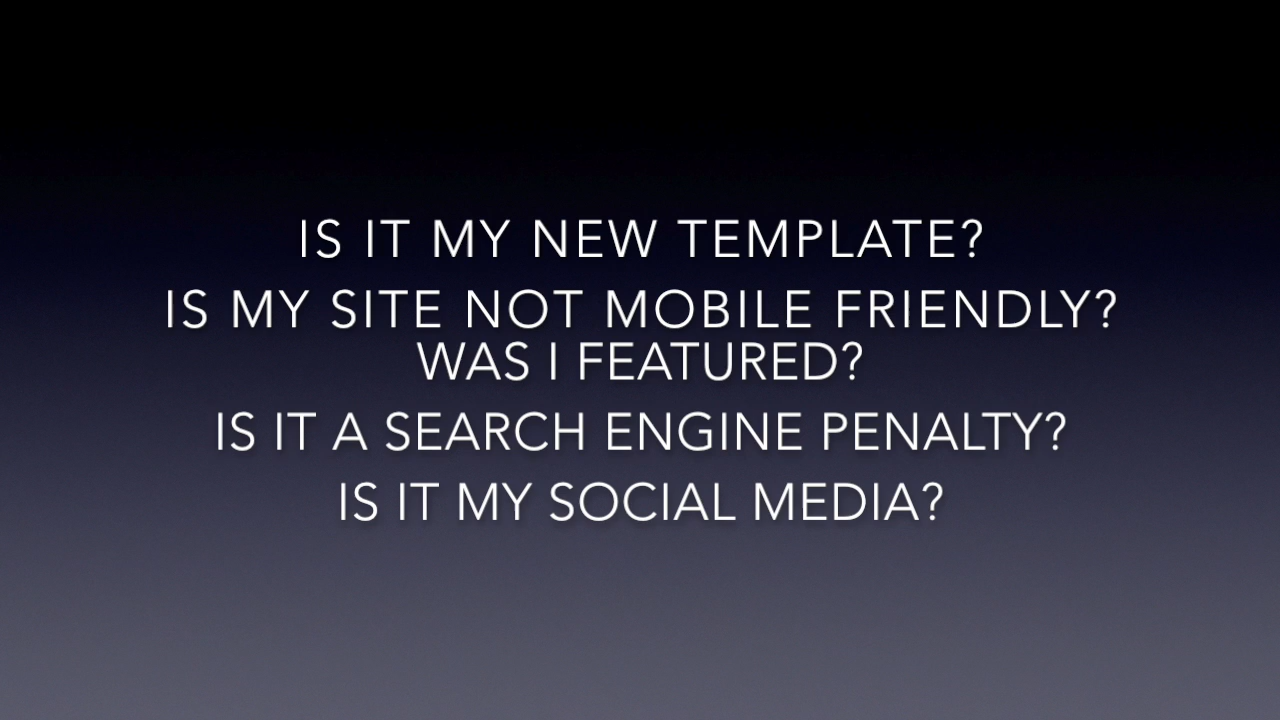 IS IT MY NEW TEMPLATE?
IS MY SITE NOT MOBILE FRIENDLY?
WAS I FEATURED?
IS IT A SEARCH ENGINE PENALTY?
IS IT MY SOCIAL MEDIA?